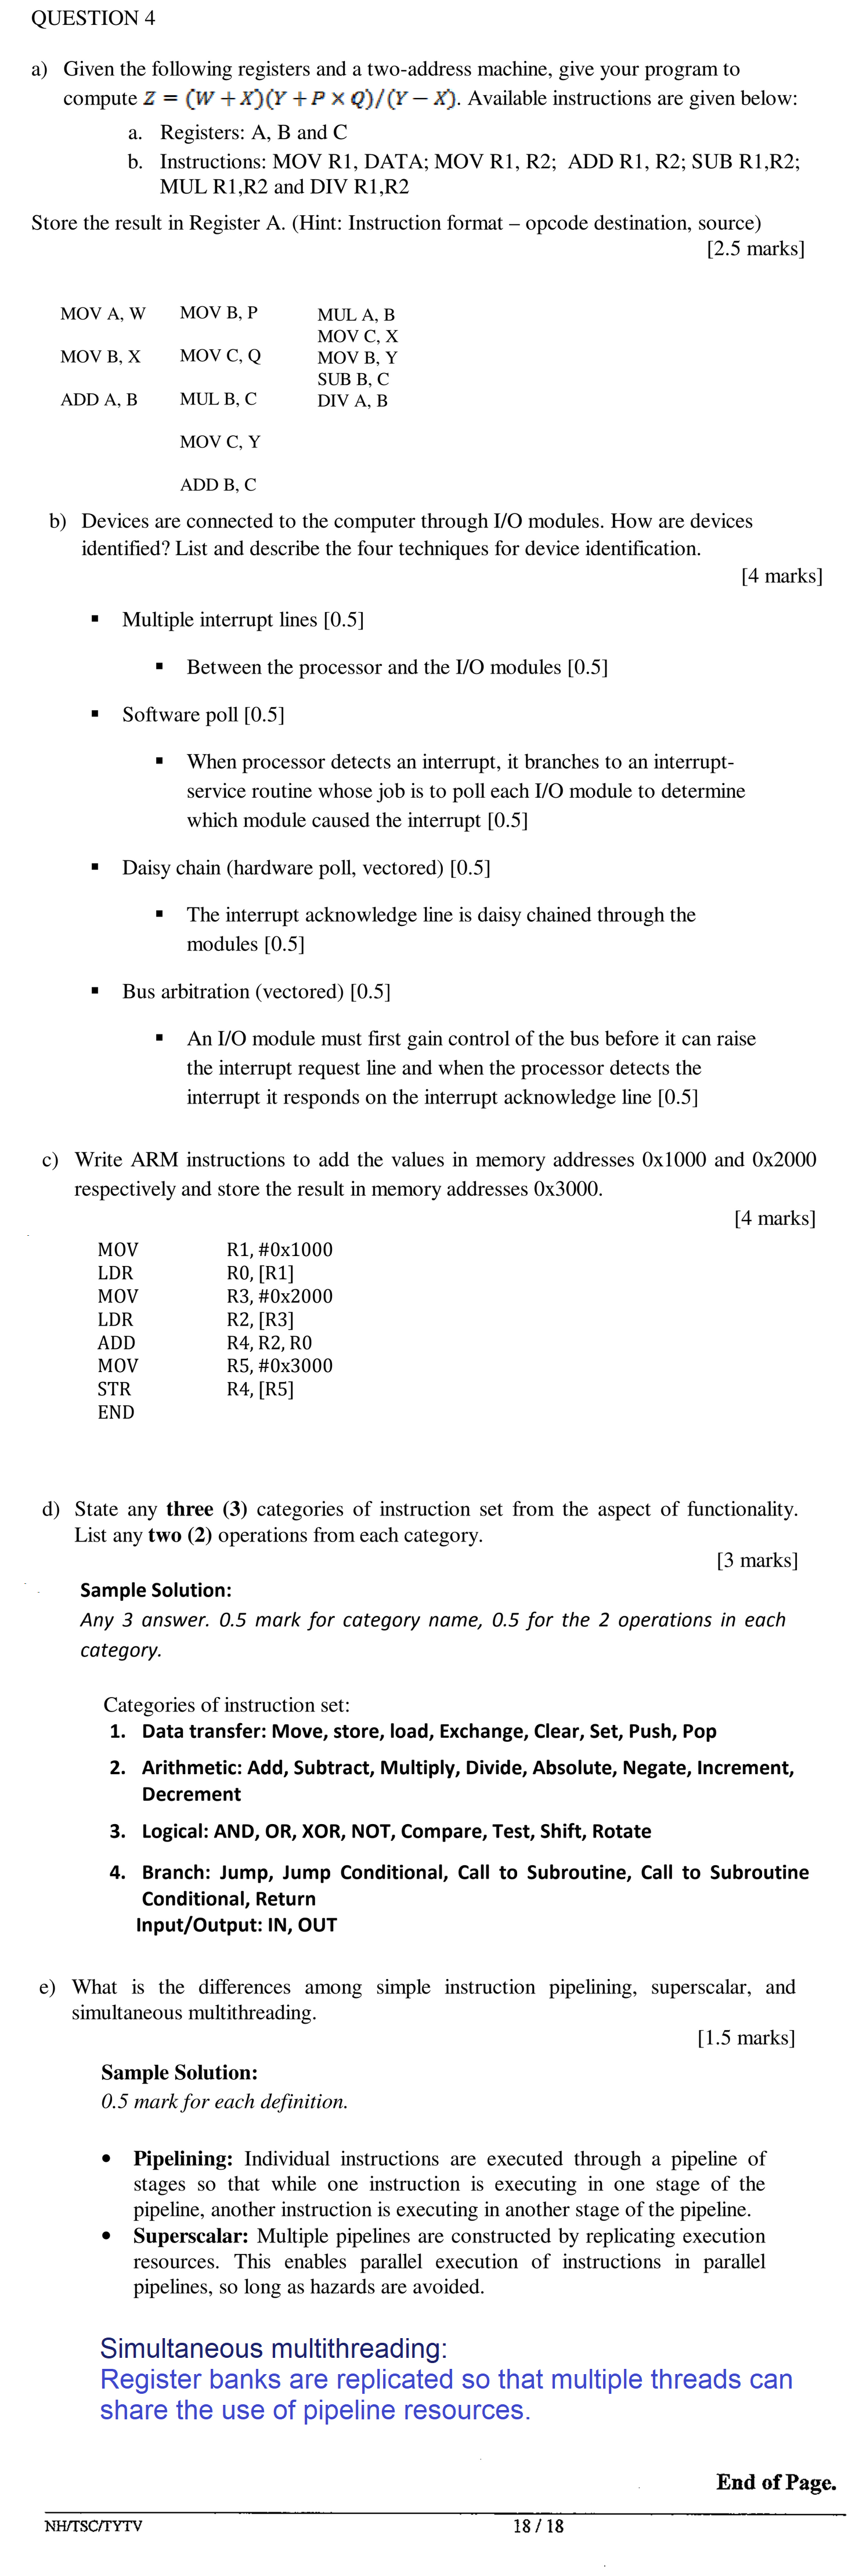 QUESTION 4
a) Given the following registers and a two-address machine, give your program to
compute Z = (W + X)(Y + P × Q)/(Y − X). Available instructions are given below:
a. Registers: A, B and C
b. Instructions: MOV R1, DATA; MOV R1, R2; ADD R1, R2; SUB R1,R2;
MUL R1,R2 and DIV R1,R2
Store the result in Register A. (Hint: Instruction format – opcode destination, source)
[2.5 marks]
MOV A, W
MOV B, X
ADD A, B
MOV B, P
MOV C, Q
MUL B, C
MOV C, Y
ADD B, C
MUL A, B
MOV C, X
MOV B, Y
SUB B, C
DIV A, B
b) Devices are connected to the computer through I/O modules. How are devices
identified? List and describe the four techniques for device identification.
[4 marks]
▪ Multiple interrupt lines [0.5]
▪ Between the processor and the I/O modules [0.5]
▪ Software poll [0.5]
▪ When processor detects an interrupt, it branches to an interrupt-
service routine whose job is to poll each I/O module to determine
which module caused the interrupt [0.5]
▪ Daisy chain (hardware poll, vectored) [0.5]
▪ The interrupt acknowledge line is daisy chained through the
modules [0.5]
▪ Bus arbitration (vectored) [0.5]
▪ An I/O module must first gain control of the bus before it can raise
the interrupt request line and when the processor detects the
interrupt it responds on the interrupt acknowledge line [0.5]
c) Write ARM instructions to add the values in memory addresses 0x1000 and 0x2000
respectively and store the result in memory addresses 0x3000.
[4 marks]
MOV R1, #0x1000
LDR R0, [R1]
MOV R3, #0x2000
LDR R2, [R3]
ADD R4, R2, R0
MOV R5, #0x3000
STR R4, [R5]
END
d) State any three (3) categories of instruction set from the aspect of functionality.
List any two (2) operations from each category.
[3 marks]
Sample Solution:
Any 3 answer. 0.5 mark for category name, 0.5 for the 2 operations in each
category.
Categories of instruction set:
1. Data transfer: Move, store, load, Exchange, Clear, Set, Push, Pop
2. Arithmetic: Add, Subtract, Multiply, Divide, Absolute, Negate, Increment,
Decrement
3. Logical: AND, OR, XOR, NOT, Compare, Test, Shift, Rotate
4. Branch: Jump, Jump Conditional, Call to Subroutine, Call to Subroutine
Conditional, Return
Input/Output: IN, OUT
e) What is the differences among simple instruction pipelining, superscalar, and
simultaneous multithreading.
[1.5 marks]
Sample Solution:
0.5 mark for each definition.
• Pipelining: Individual instructions are executed through a pipeline of
stages so that while one instruction is executing in one stage of the
pipeline, another instruction is executing in another stage of the pipeline.
• Superscalar: Multiple pipelines are constructed by replicating execution
resources. This enables parallel execution of instructions in parallel
pipelines, so long as hazards are avoided.
Simultaneous multithreading:
Register banks are replicated so that multiple threads can
share the use of pipeline resources.
End of Page.
NH/TSC/TYTV 18 / 18